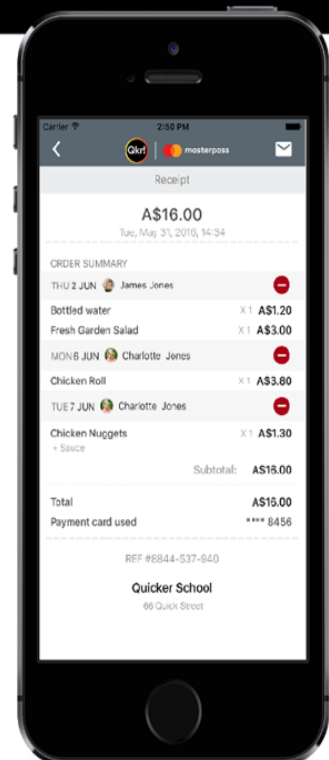 Carrier 2:50 PM
Qkr! masterpass
Receipt
A$16.00
Tue, May 31, 2016, 14:34
ORDER SUMMARY
THU 2 JUN James Jones
Bottled water X 1 A$1.20
Fresh Garden Salad X 1 A$3.00
MON 6 JUN Charlotte Jones
Chicken Roll X 1 A$3.80
TUE 7 JUN Charlotte Jones
Chicken Nuggets X 1 A$1.30
+ Sauce
Subtotal: A$16.00
Total A$16.00
Payment card used **** 8456
REF #8844-537-940
Quicker School
66 Quick Street